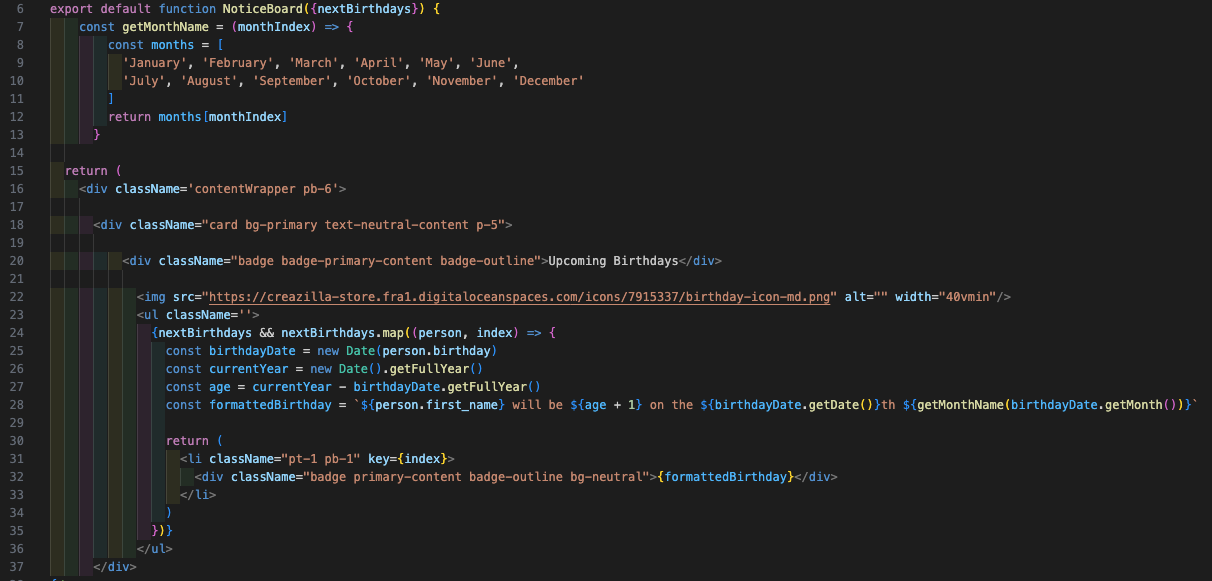 6 export default function NoticeBoard({nextBirthdays}) {
7 const getMonthName = (monthIndex) => {
8 const months = [
9 'January', 'February', 'March', 'April', 'May', 'June',
10 'July', 'August', 'September', 'October', 'November', 'December'
11 ]
12 return months[monthIndex]
13 }
14
15 return (
16 <div className='contentWrapper pb-6'>
17
18 <div className="card bg-primary text-neutral-content p-5">
19
20 <div className="badge badge-primary-content badge-outline">Upcoming Birthdays</div>
21
22 <img src="https://creazilla-store.fra1.digitaloceanspaces.com/icons/7915337/birthday-icon-md.png" alt="" width="40vmin"/>
23 <ul className=''>
24 {nextBirthdays && nextBirthdays.map((person, index) => {
25 const birthdayDate = new Date(person.birthday)
26 const currentYear = new Date().getFullYear()
27 const age = currentYear - birthdayDate.getFullYear()
28 const formattedBirthday = `${person.first_name} will be ${age + 1} on the ${birthdayDate.getDate()}th ${getMonthName(birthdayDate.getMonth())}`
29
30 return (
31 <li className="pt-1 pb-1" key={index}>
32 <div className="badge primary-content badge-outline bg-neutral">{formattedBirthday}</div>
33 </li>
34 )
35 })}
36 </ul>
37 </div>